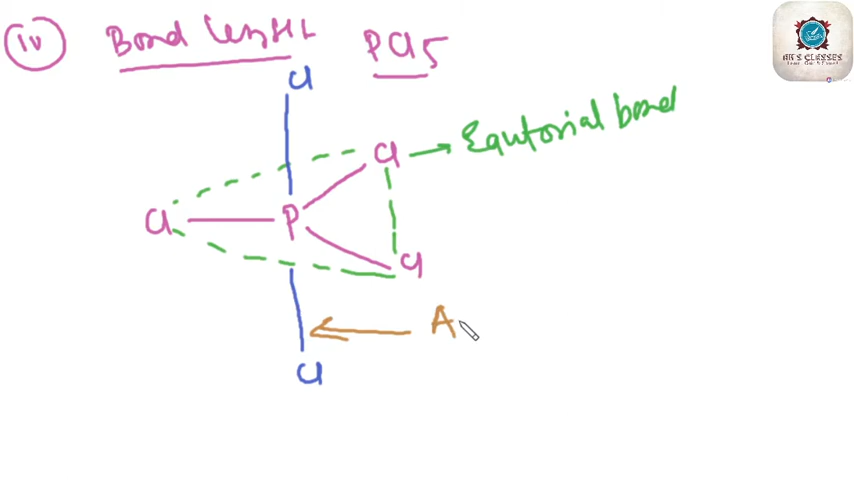 iv Bond length PCl5
Cl
Cl → Equtorial bond
Cl P
Cl
A
Cl